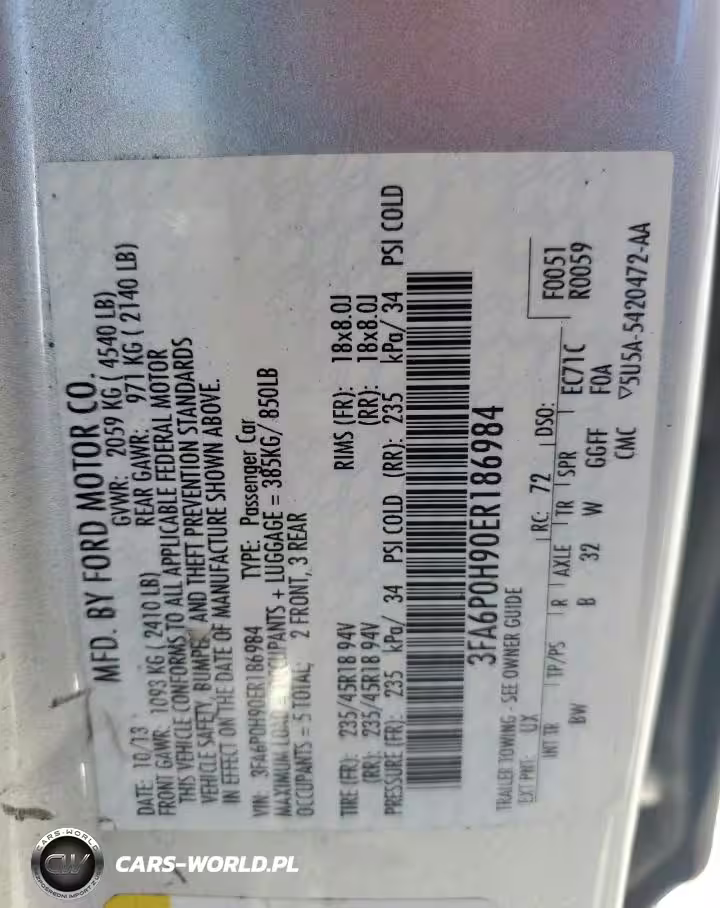 MFD. BY FORD MOTOR CO.
DATE: 10/13 GVWR: 2059 KG ( 4540 LB)
FRONT GAWR: 1093 KG ( 2410 LB) REAR GAWR: 971 KG ( 2140 LB)
THIS VEHICLE CONFORMS TO ALL APPLICABLE FEDERAL MOTOR
VEHICLE SAFETY, BUMPE AND THEFT PREVENTION STANDARDS
IN EFFECT ON THE DATE OF MANUFACTURE SHOWN ABOVE.
VIN: 3FA6P0H90ER186984 TYPE: Passenger Car
MAXIMUM LOAD = OCCUPANTS + LUGGAGE = 385KG/ 850LB
OCCUPANTS = 5 TOTAL; 2 FRONT, 3 REAR
TIRE (FR): 235/45R18 94V RIMS (FR): 18x8.0J
(RR): 235/45R18 94V (RR): 18x8.0J
PRESSURE (FR): 235 kPa/ 34 PSI COLD (RR): 235 kPa/ 34 PSI COLD
3FA6P0H90ER186984
TRAILER TOWING - SEE OWNER GUIDE
EXT PNT: UX RC: 72 DSO: F0051
R0059
INT TR TP/PS R AXLE TR SPR EC71C
BW B 32 W GGFF F0A
CMC ▽5U5A-5420472-AA
CARS-WORLD
CW
CARS-WORLD.PL